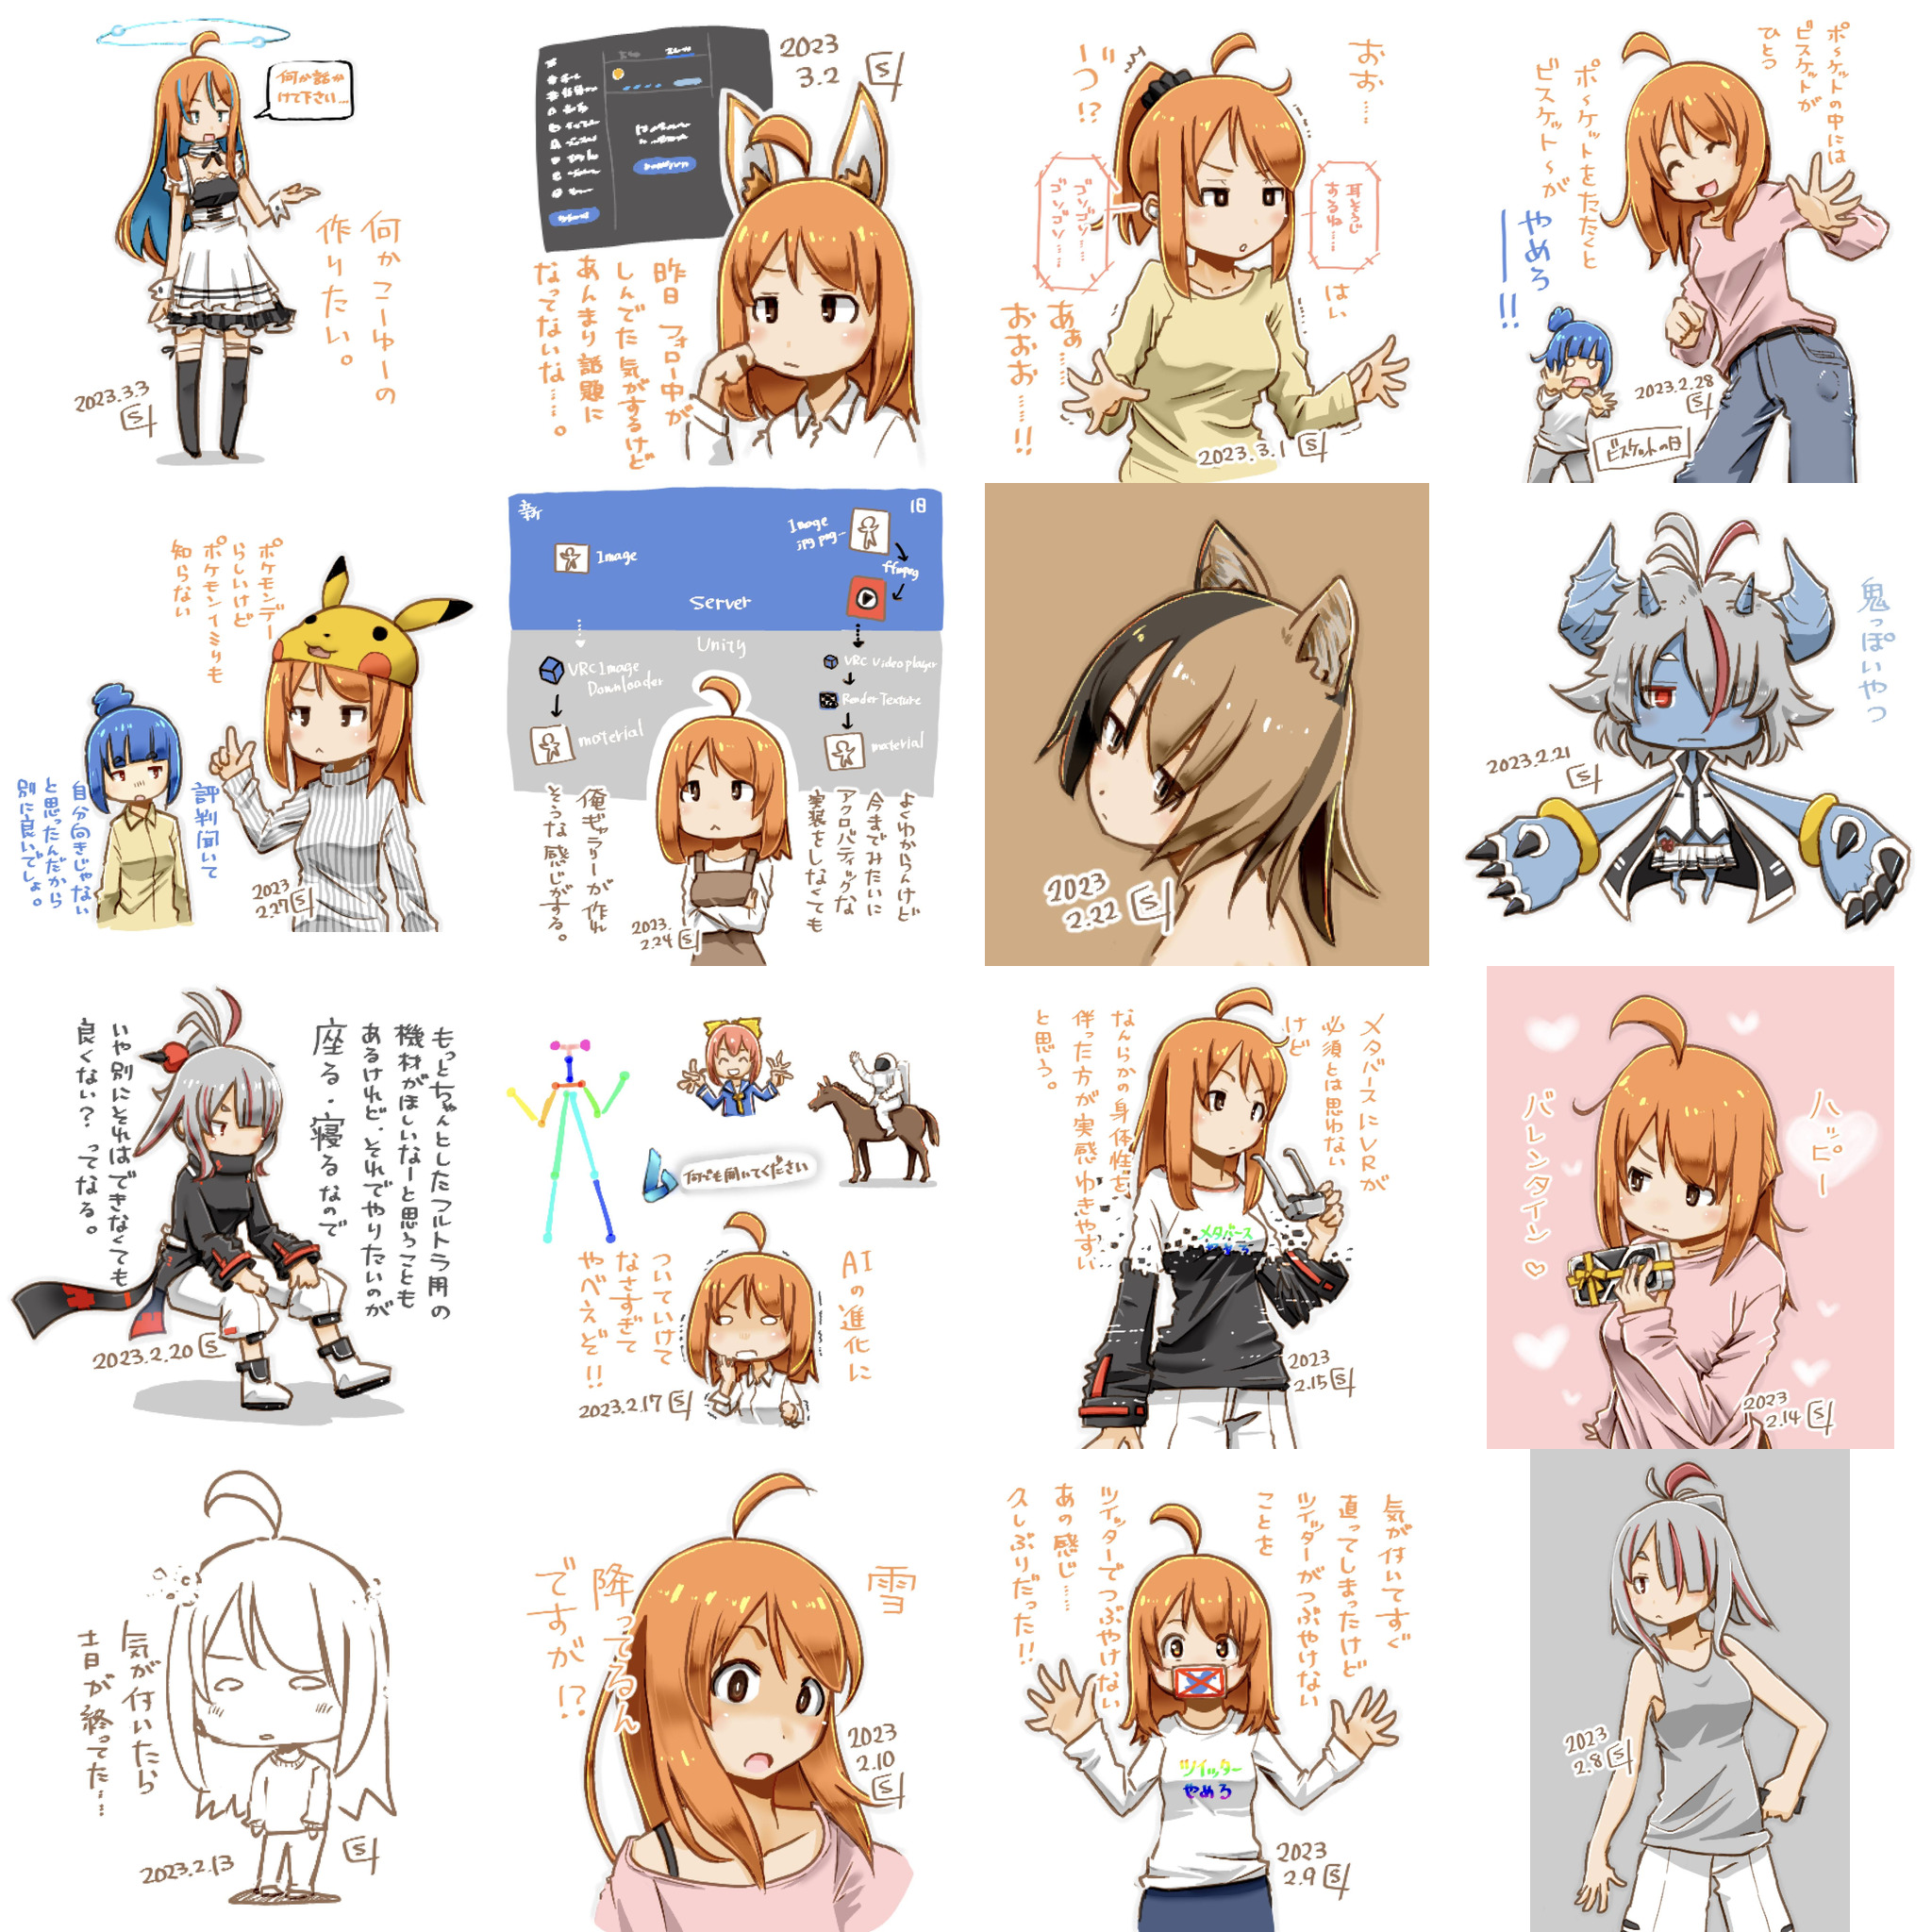 何か話か
けて下さい…
何かこーゆーの
作りたい。
2023.3.3
S
2023
3.2
S
昨日 フォロー中が
しんでた気がするけど
あんまり話題に
なってないな……。
おお……
耳そうじ
するね……
はい
ゴソゴソ……
ゴソゴソ……
あぁ……
おおお……!!
2023.3.1
S
ポ〜ケットの中には
ビスケットが
ひとつ
ポ〜ケットをたたくと
ビスケット〜が
やめろ
ーー!!
2023.2.28
S
ビスケットの日
ポケモンデー
らしいけど
ポケモンイミりも
知らない
評判聞いて
自分向きじゃない
と思ったんだから
別に良いでしょ。
2023
2.27
S
新
旧
Image
Image
jpg png
ffmpeg
Server
Unity
VRC Image
Downloader
material
VRC Video player
Render Texture
material
よくわからんけど
今までみたいに
アクロバティックな
実装をしなくても
俺ギャラリーが作れ
そうな感じがする。
2023.
2.24
S
2023
2.22
S
鬼っぽいやつ
2023.2.21
S
もっとちゃんとしたフルトラ用の
機材がほしいなーと思うことも
あるけれど、それでやりたいのが
座る・寝るなので
いや別にそれはできなくても
良くない？ってなる。
2023.2.20
S
何でも聞いてください
AIの進化に
ついていけて
なさすぎて
やべえぞ!!
2023.2.17
S
メタバースにVRが
必須とは思わない
けど
なんらかの身体性を
伴った方が実感ゆきやすい
と思う。
メタバース
2023
2.15
S
ハッピー
バレンタイン♡
2023
2.14
S
気が付いたら
土日が終ってた…
2023.2.13
S
雪
降ってるん
ですが!?
2023
2.10
S
気が付いてすぐ
直ってしまったけど
ツイッターがつぶやけない
ことを
ツイッターでつぶやけない
あの感じ……
久しぶりだった!!
ツイッター
やめろ
2023
2.9
S
2023
2.8
S